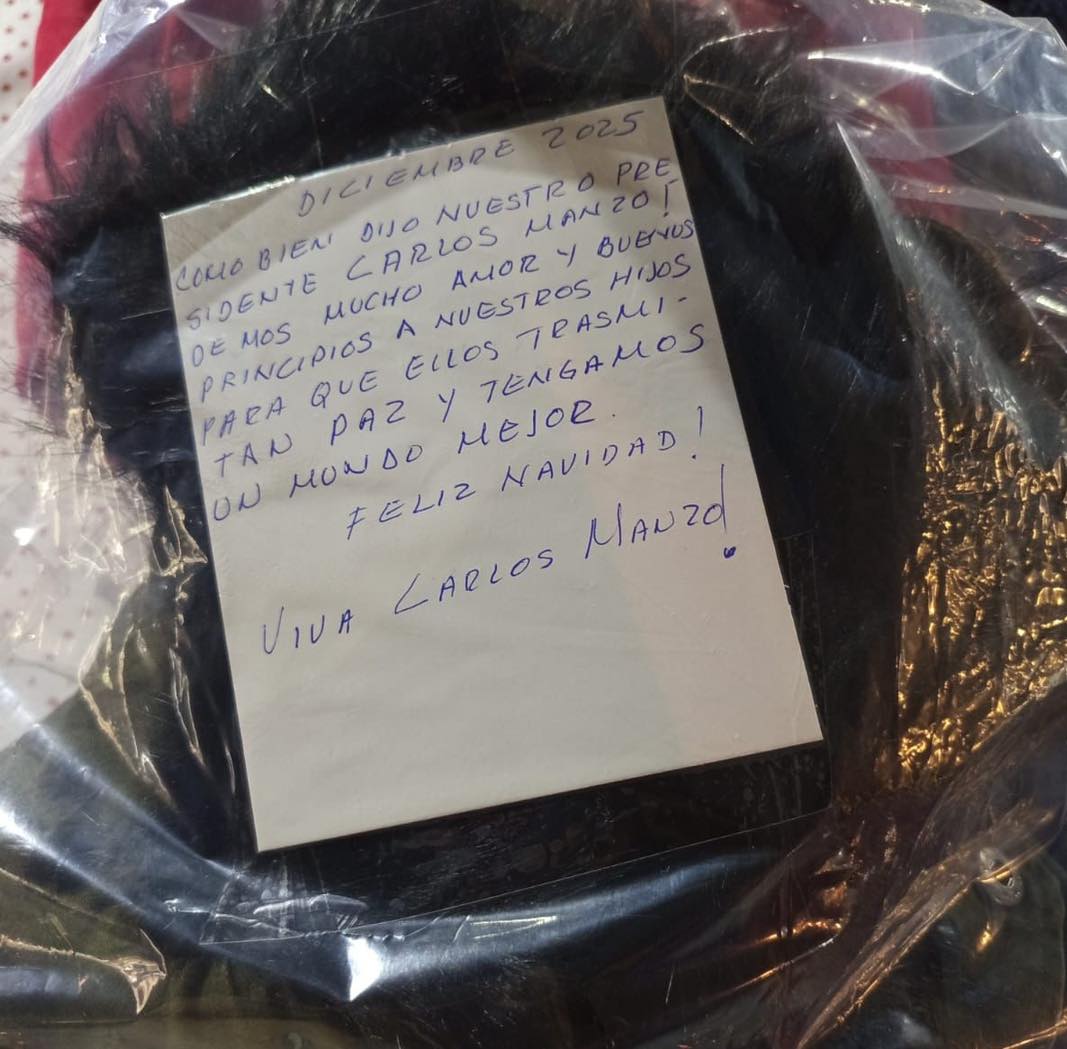 DICIEMBRE 2025
COMO BIEN DIJO NUESTRO PRE
SIDENTE CARLOS MANZO!
DEMOS MUCHO AMOR Y BUENOS
PRINCIPIOS A NUESTROS HIJOS
PARA QUE ELLOS TRASMI-
TAN PAZ Y TENGAMOS
UN MUNDO MEJOR.
FELIZ NAVIDAD!
VIVA CARLOS MANZO!